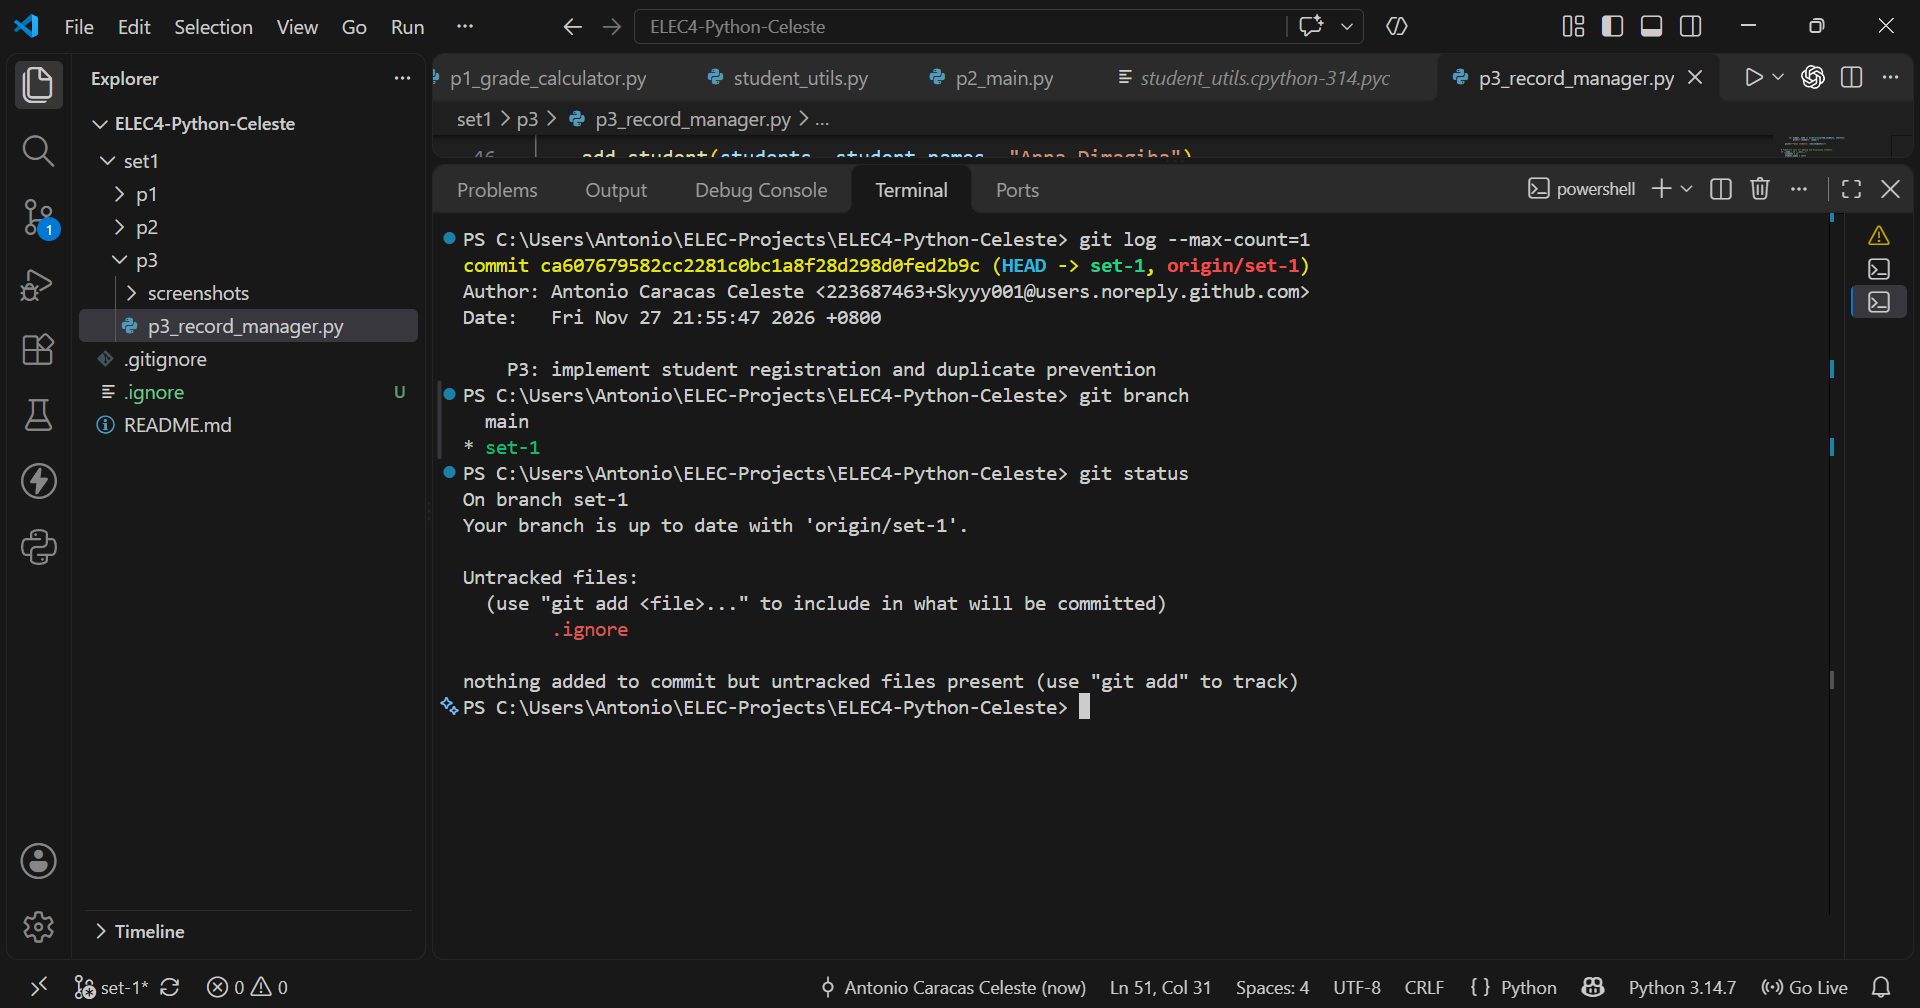 File Edit Selection View Go Run ···
ELEC4-Python-Celeste
Explorer ···
ELEC4-Python-Celeste
set1
p1
p2
p3
screenshots
p3_record_manager.py
.gitignore
.ignore U
README.md
Timeline
1
p1_grade_calculator.py student_utils.py p2_main.py student_utils.cpython-314.pyc p3_record_manager.py
set1 > p3 > p3_record_manager.py > ...
46 add_student(students, student_names, "Anna Dimagiba")
Problems Output Debug Console Terminal Ports powershell
PS C:\Users\Antonio\ELEC-Projects\ELEC4-Python-Celeste> git log --max-count=1
commit ca607679582cc2281c0bc1a8f28d298d0fed2b9c (HEAD -> set-1, origin/set-1)
Author: Antonio Caracas Celeste <223687463+Skyyy001@users.noreply.github.com>
Date:   Fri Nov 27 21:55:47 2026 +0800
P3: implement student registration and duplicate prevention
PS C:\Users\Antonio\ELEC-Projects\ELEC4-Python-Celeste> git branch
main
* set-1
PS C:\Users\Antonio\ELEC-Projects\ELEC4-Python-Celeste> git status
On branch set-1
Your branch is up to date with 'origin/set-1'.
Untracked files:
(use "git add <file>..." to include in what will be committed)
.ignore
nothing added to commit but untracked files present (use "git add" to track)
PS C:\Users\Antonio\ELEC-Projects\ELEC4-Python-Celeste>
set-1* 0 0 Antonio Caracas Celeste (now) Ln 51, Col 31 Spaces: 4 UTF-8 CRLF { } Python Python 3.14.7 Go Live